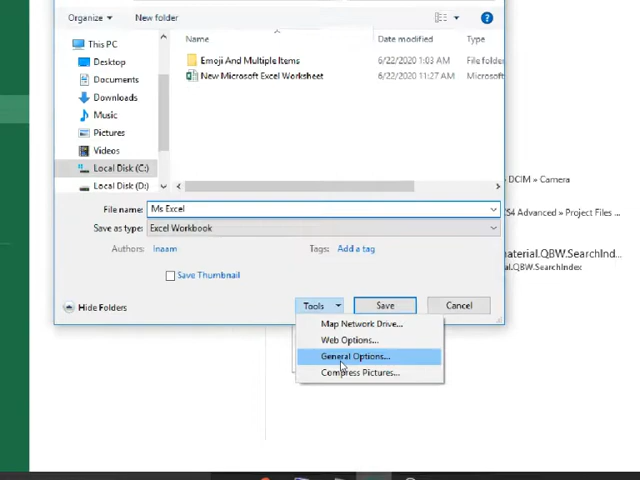 Organize
New folder
Name
Date modified
Type
This PC
Desktop
Documents
Downloads
Music
Pictures
Videos
Local Disk (C:)
Local Disk (D:)
Emoji And Multiple Items
6/22/2020 1:03 AM
File folder
New Microsoft Excel Worksheet
6/22/2020 11:27 AM
Microsoft
DCIM » Camera
File name:
Ms Excel
CS4 Advanced » Project Files ...
Save as type:
Excel Workbook
Authors:
Inaam
Tags:
Add a tag
material.QBW.SearchInd...
.QBW.SearchIndex
Save Thumbnail
Hide Folders
Tools
Save
Cancel
Map Network Drive...
Web Options...
General Options...
Compress Pictures...